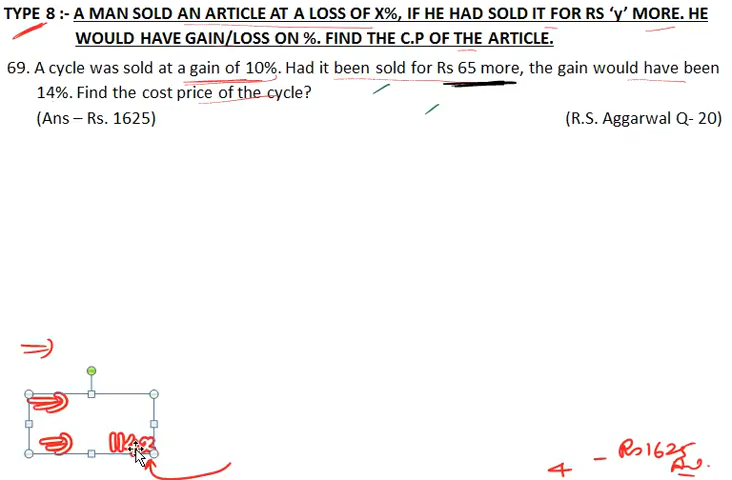 TYPE 8 :- A MAN SOLD AN ARTICLE AT A LOSS OF X%, IF HE HAD SOLD IT FOR RS ‘y’ MORE. HE
WOULD HAVE GAIN/LOSS ON %. FIND THE C.P OF THE ARTICLE.
69. A cycle was sold at a gain of 10%. Had it been sold for Rs 65 more, the gain would have been
14%. Find the cost price of the cycle?
(Ans – Rs. 1625) (R.S. Aggarwal Q- 20)
4 – Rs 1625